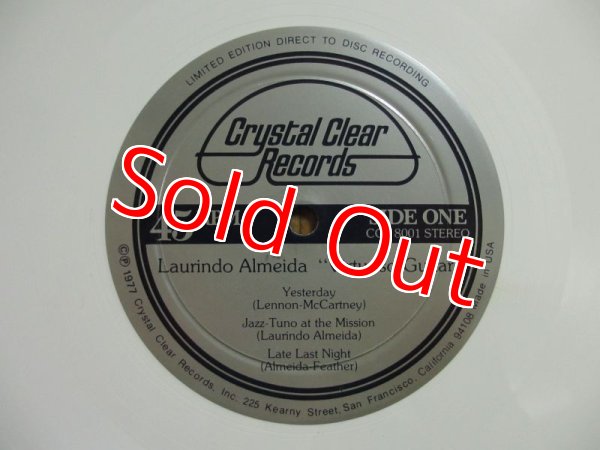 LIMITED EDITION DIRECT TO DISC RECORDING
Crystal Clear
Records
Sold Out
45
SIDE ONE
8001 STEREO
Laurindo Almeida
Yesterday
(Lennon-McCartney)
Jazz-Tuno at the Mission
(Laurindo Almeida)
Late Last Night
(Almeida-Feather)
©℗ 1977 Crystal Clear Records, Inc. 225 Kearny Street, San Francisco, California 94108 Made in USA